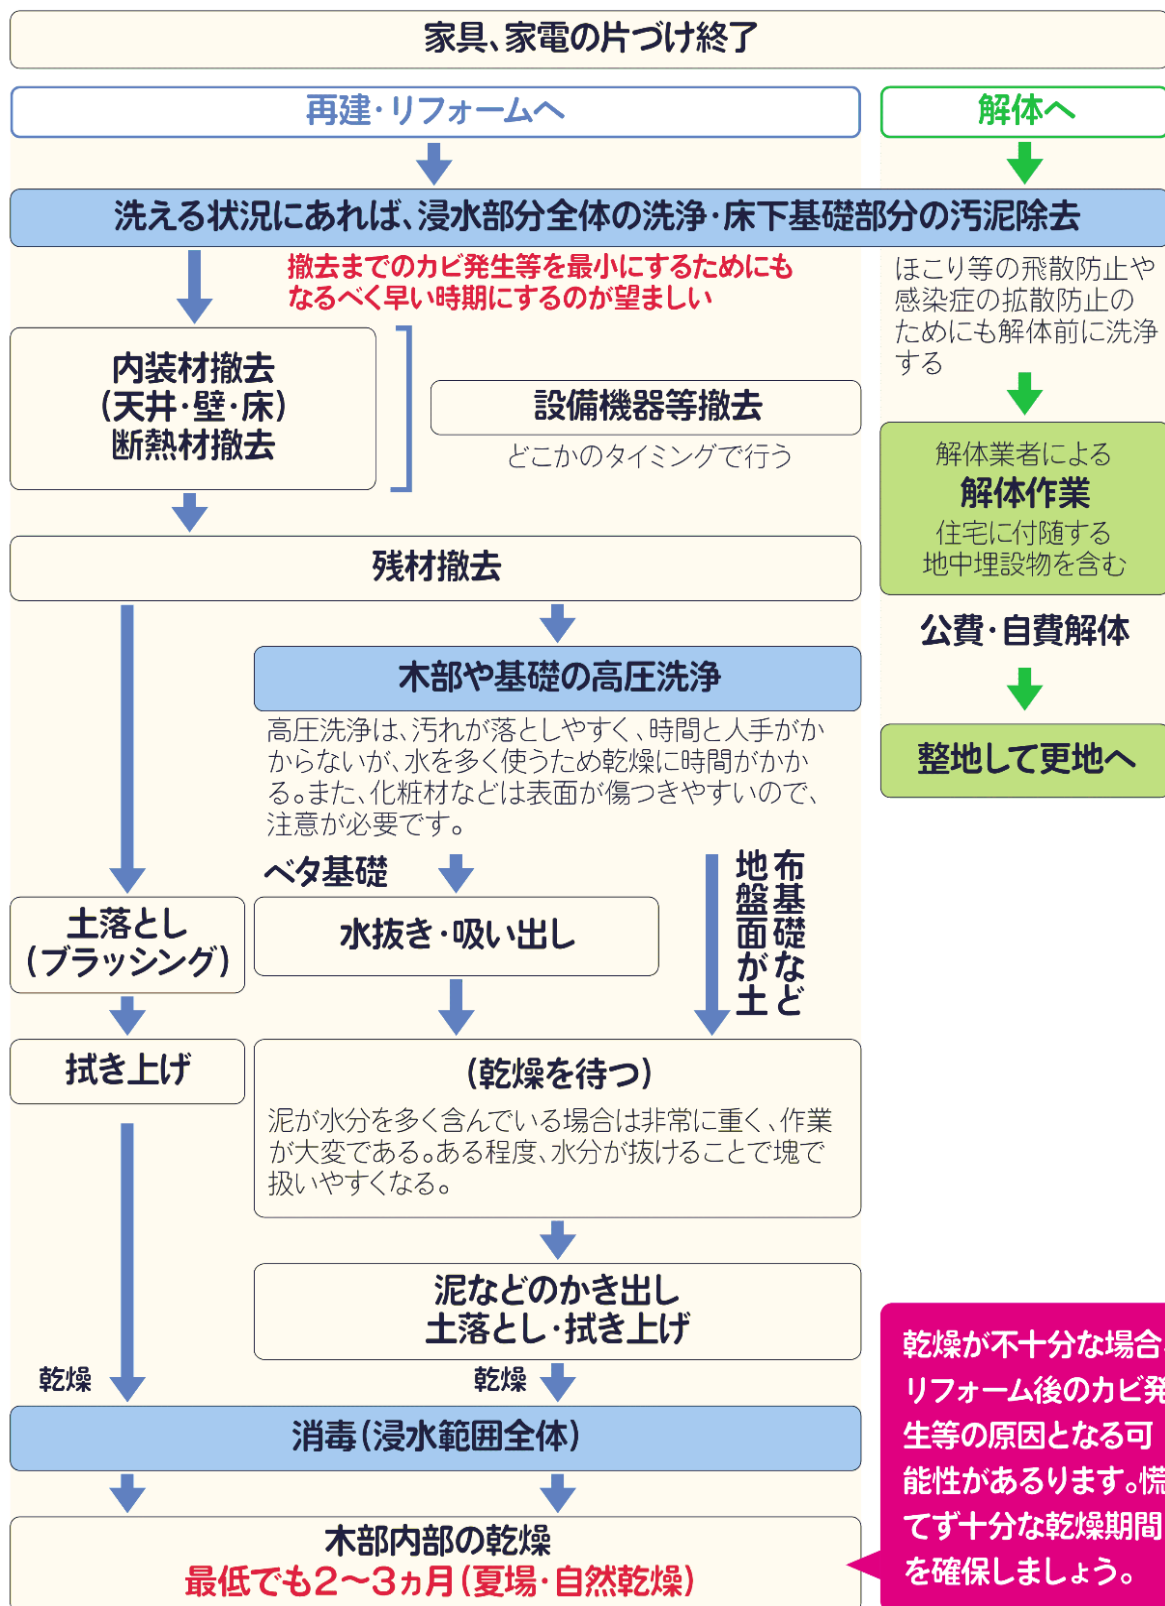 家具、家電の片づけ終了
再建・リフォームへ
解体へ
洗える状況にあれば、浸水部分全体の洗浄・床下基礎部分の汚泥除去
撤去までのカビ発生等を最小にするためにも
なるべく早い時期にするのが望ましい
ほこり等の飛散防止や
感染症の拡散防止の
ためにも解体前に洗浄
する
内装材撤去
(天井・壁・床)
断熱材撤去
設備機器等撤去
どこかのタイミングで行う
解体業者による
解体作業
住宅に付随する
地中埋設物を含む
残材撤去
公費・自費解体
木部や基礎の高圧洗浄
高圧洗浄は、汚れが落としやすく、時間と人手がか
からないが、水を多く使うため乾燥に時間がかか
る。また、化粧材などは表面が傷つきやすいので、
注意が必要です。
整地して更地へ
ベタ基礎
布基礎など
地盤面が土
土落とし
(ブラッシング)
水抜き・吸い出し
拭き上げ
(乾燥を待つ)
泥が水分を多く含んでいる場合は非常に重く、作業
が大変である。ある程度、水分が抜けることで塊で
扱いやすくなる。
泥などのかき出し
土落とし・拭き上げ
乾燥
乾燥
消毒(浸水範囲全体)
木部内部の乾燥
最低でも2〜3ヵ月(夏場・自然乾燥)
乾燥が不十分な場合、
リフォーム後のカビ発
生等の原因となる可
能性があるります。慌
てず十分な乾燥期間
を確保しましょう。